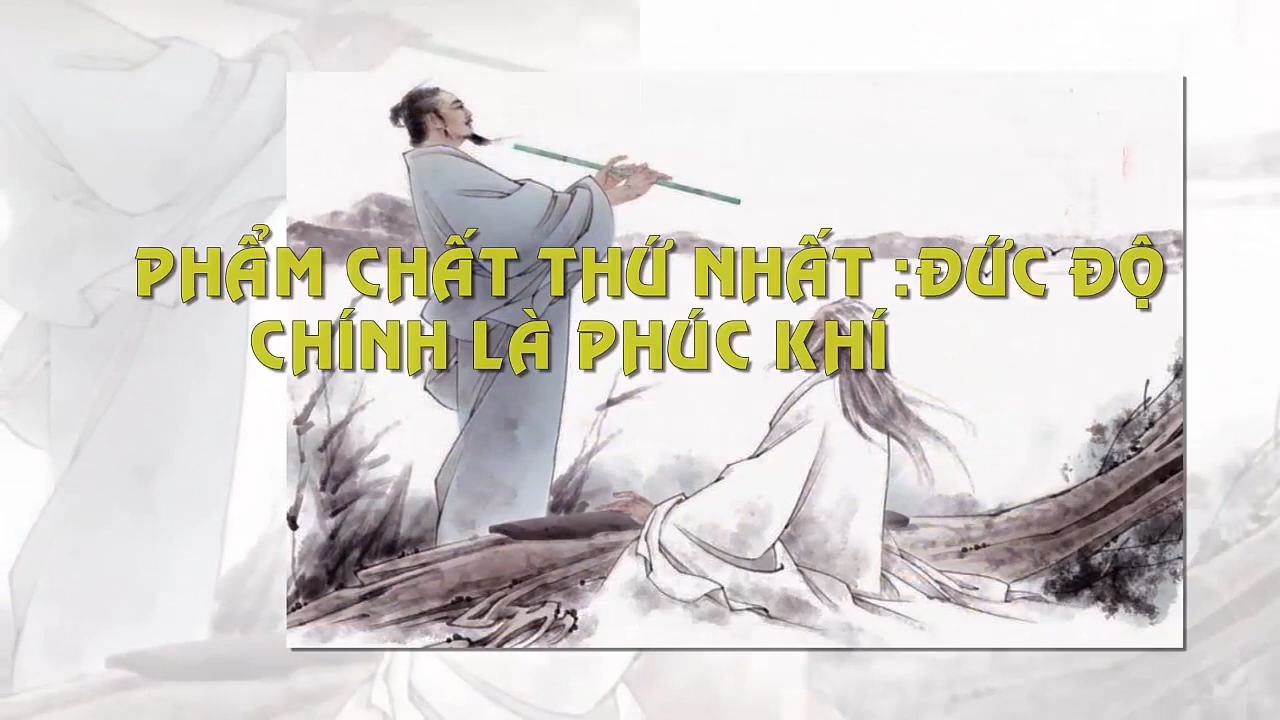 PHẨM CHẤT THỨ NHẤT :ĐỨC ĐỘ
CHÍNH LÀ PHÚC KHÍ